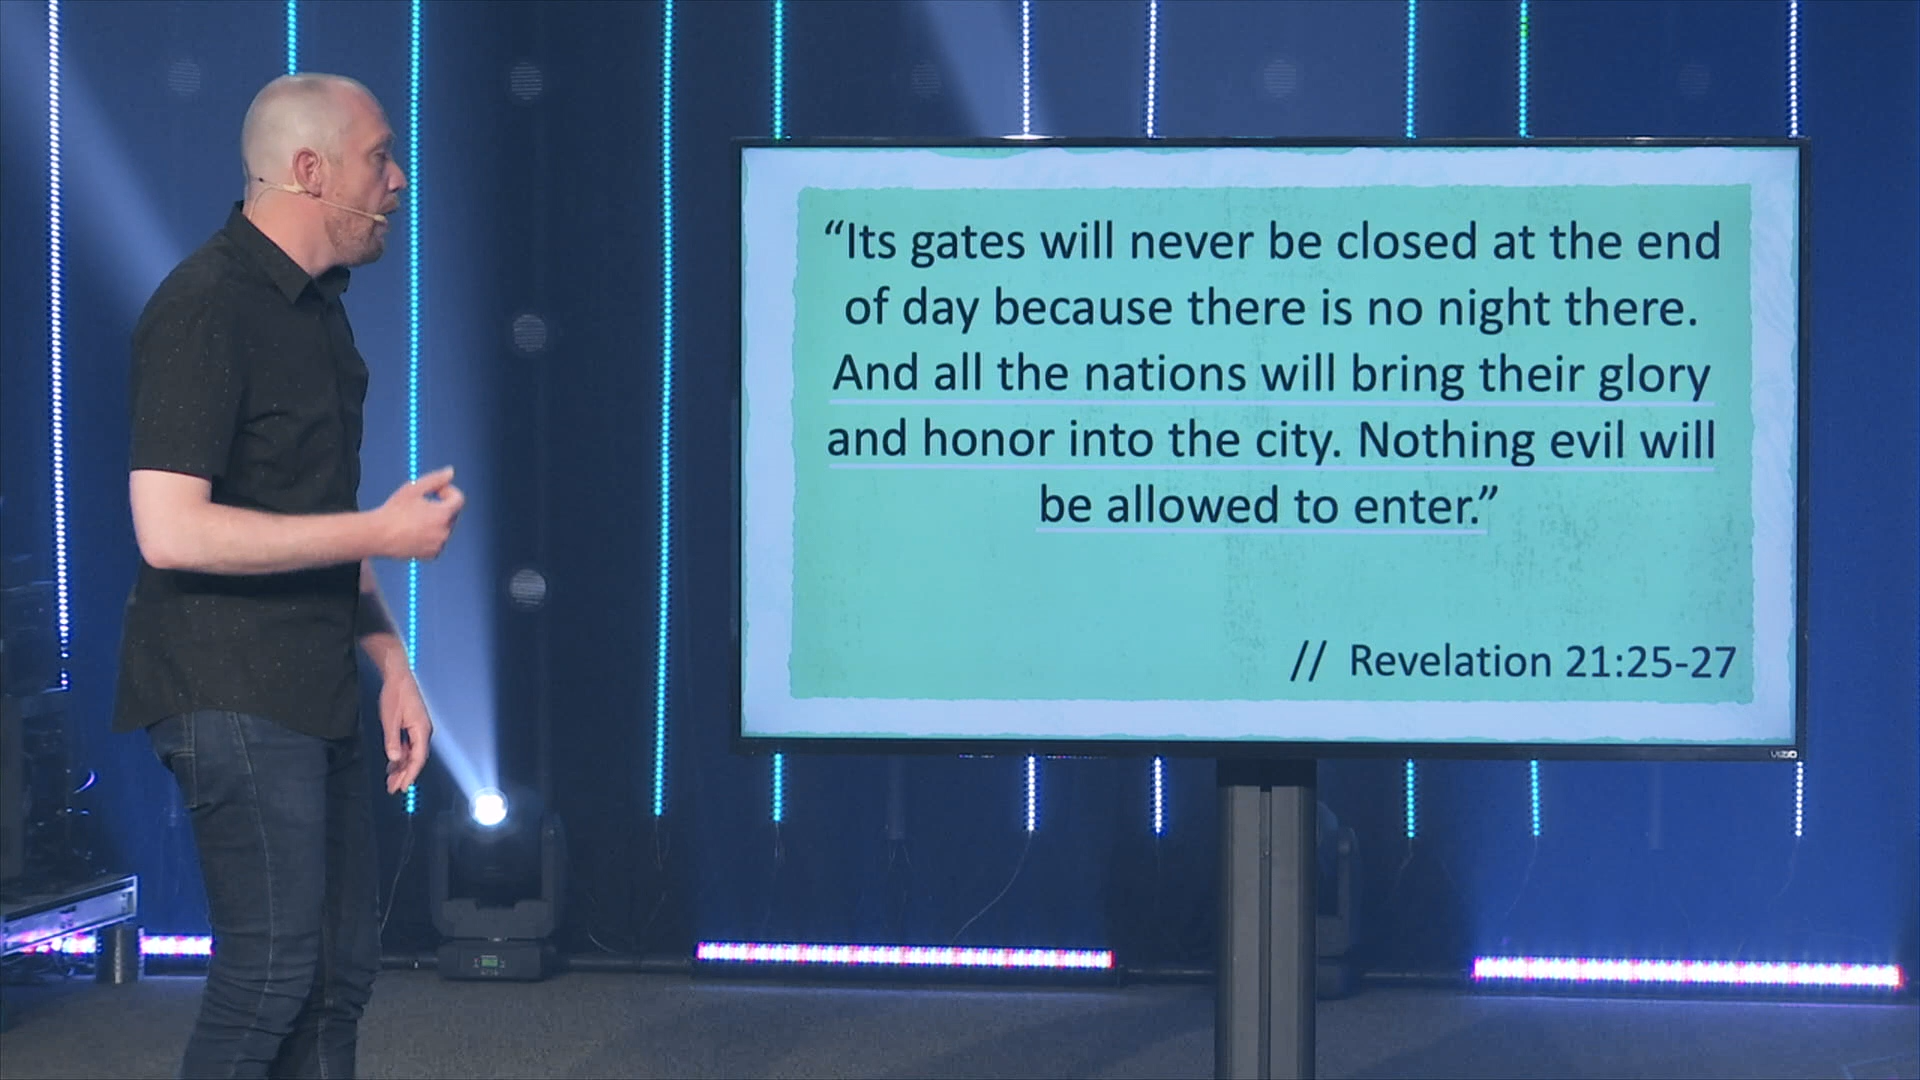 “Its gates will never be closed at the end
of day because there is no night there.
And all the nations will bring their glory
and honor into the city. Nothing evil will
be allowed to enter.”
// Revelation 21:25-27
VIZIO